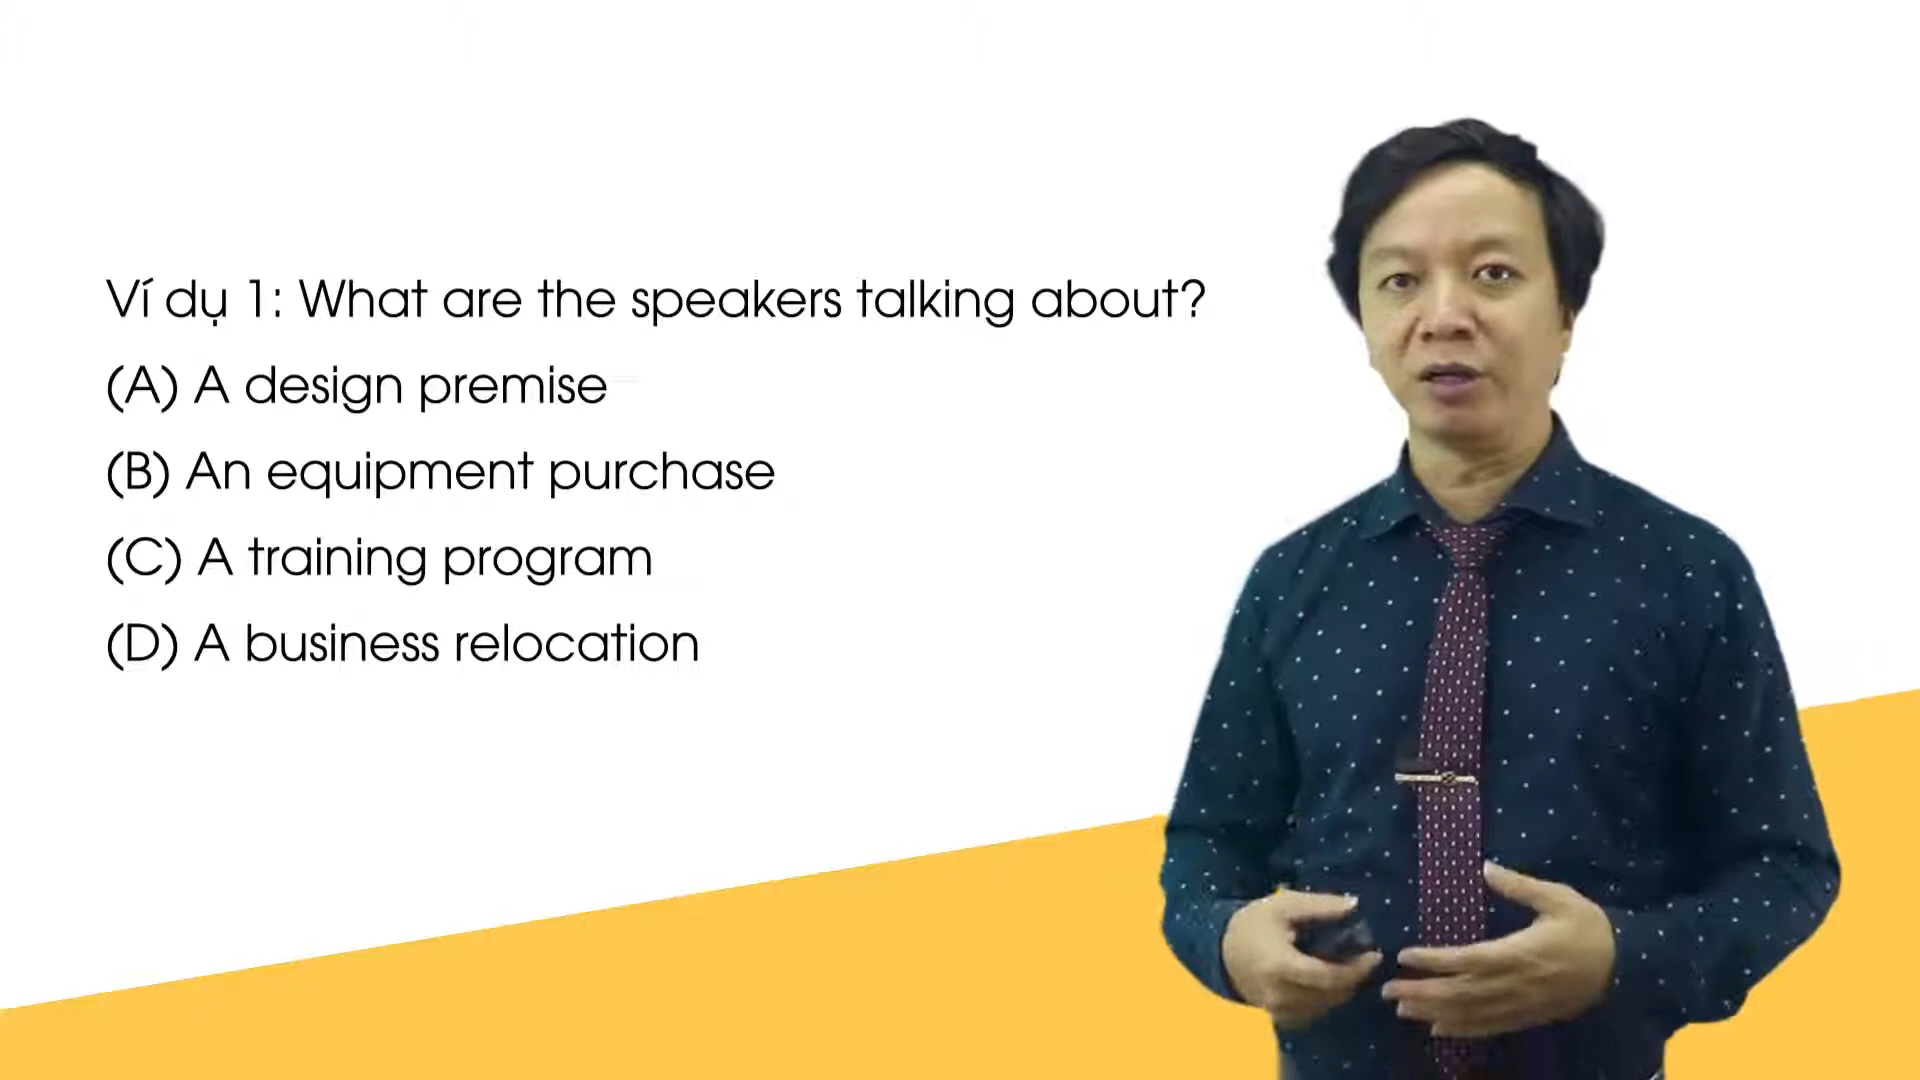 Ví dụ 1: What are the speakers talking about?
(A) A design premise
(B) An equipment purchase
(C) A training program
(D) A business relocation